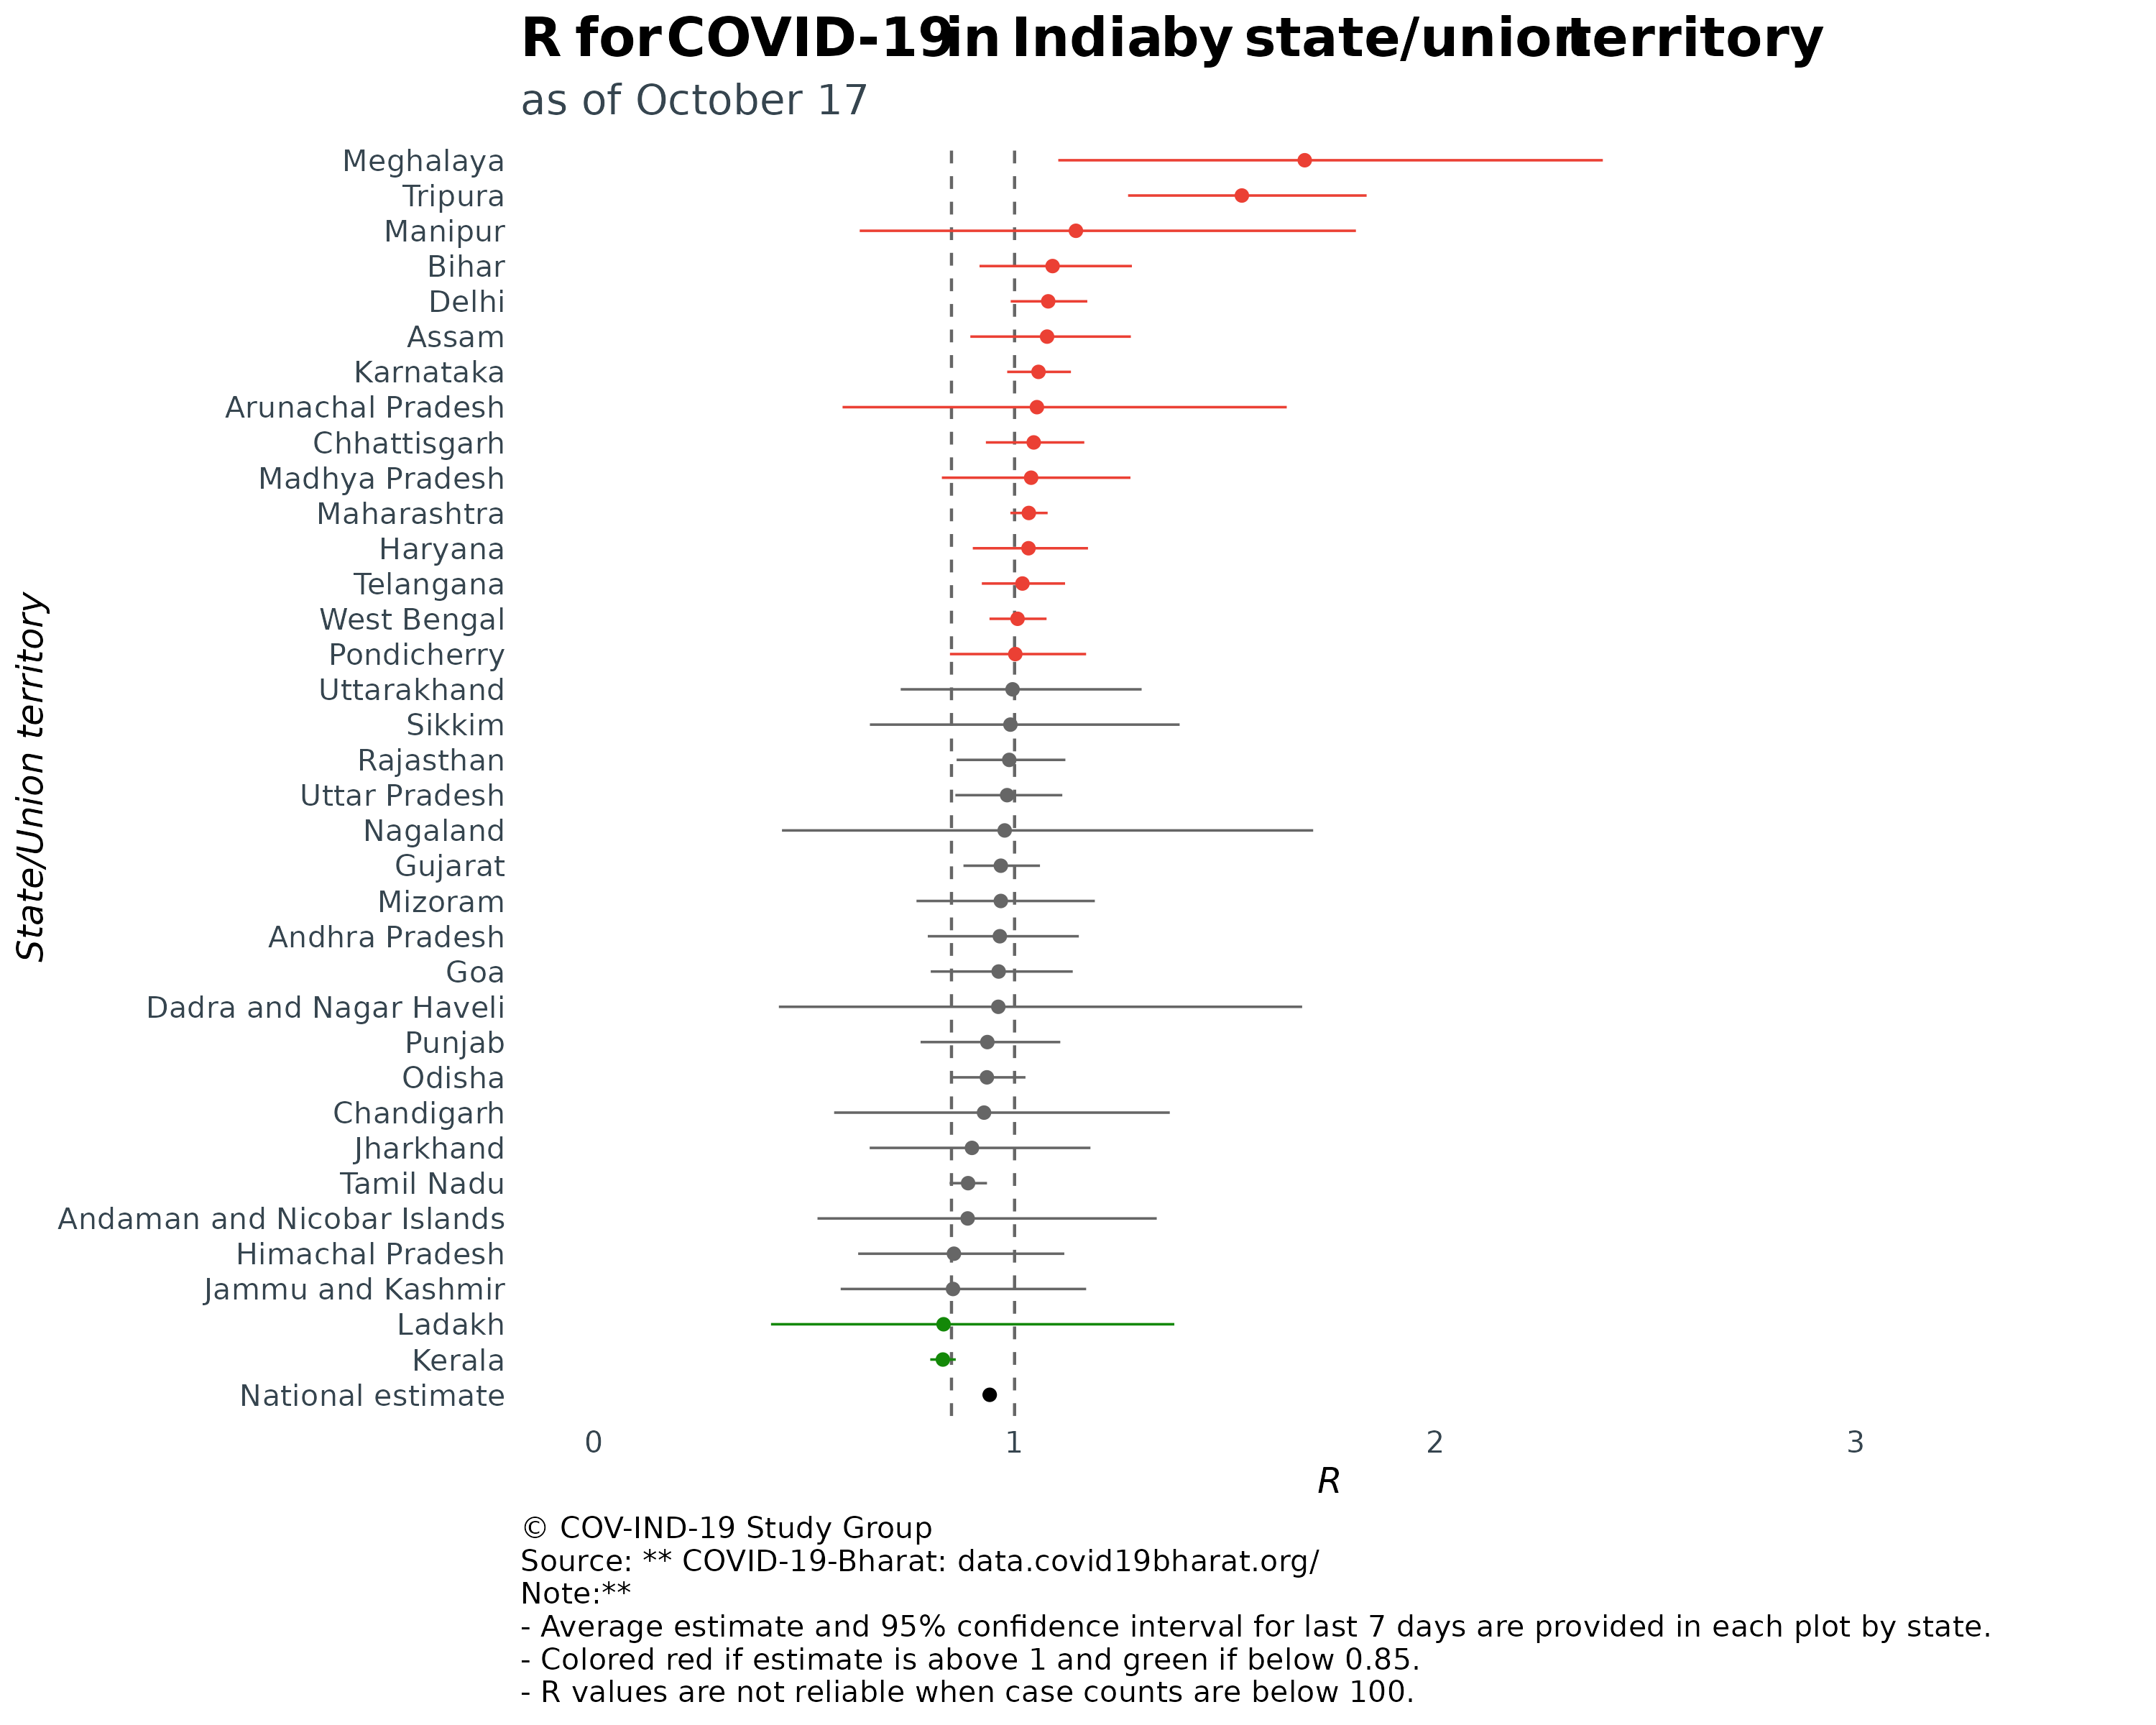 R for COVID-19 in India by state/union territory
as of October 17
Meghalaya
Tripura
Manipur
Bihar
Delhi
Assam
Karnataka
Arunachal Pradesh
Chhattisgarh
Madhya Pradesh
Maharashtra
Haryana
Telangana
West Bengal
Pondicherry
Uttarakhand
Sikkim
Rajasthan
Uttar Pradesh
Nagaland
Gujarat
Mizoram
Andhra Pradesh
Goa
Dadra and Nagar Haveli
Punjab
Odisha
Chandigarh
Jharkhand
Tamil Nadu
Andaman and Nicobar Islands
Himachal Pradesh
Jammu and Kashmir
Ladakh
Kerala
National estimate
State/Union territory
0 1 2 3
R
© COV-IND-19 Study Group
Source: ** COVID-19-Bharat: data.covid19bharat.org/
Note:**
- Average estimate and 95% confidence interval for last 7 days are provided in each plot by state.
- Colored red if estimate is above 1 and green if below 0.85.
- R values are not reliable when case counts are below 100.